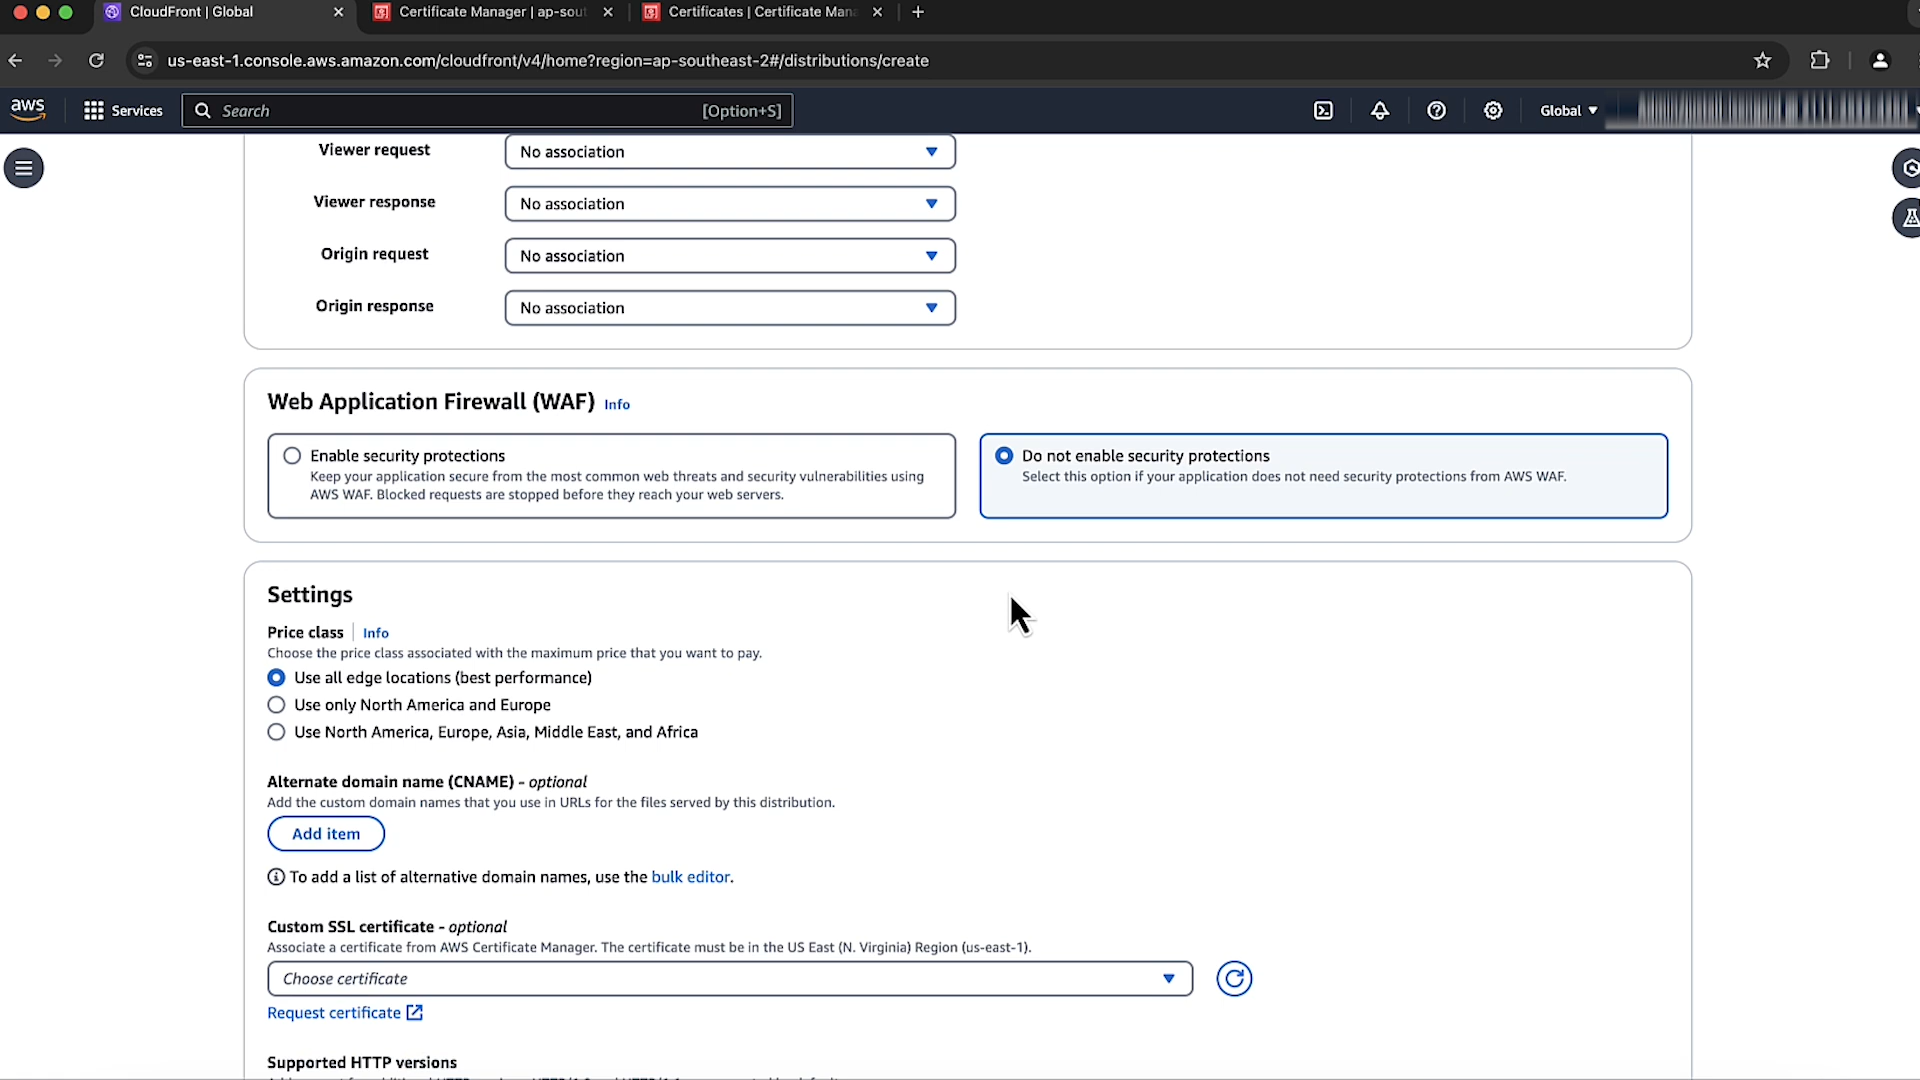 CloudFront | Global
Certificate Manager | ap-sout
Certificates | Certificate Mana
us-east-1.console.aws.amazon.com/cloudfront/v4/home?region=ap-southeast-2#/distributions/create
aws
Services
Search
[Option+S]
Global
Viewer request
No association
Viewer response
No association
Origin request
No association
Origin response
No association
Web Application Firewall (WAF) Info
Enable security protections
Keep your application secure from the most common web threats and security vulnerabilities using
AWS WAF. Blocked requests are stopped before they reach your web servers.
Do not enable security protections
Select this option if your application does not need security protections from AWS WAF.
Settings
Price class | Info
Choose the price class associated with the maximum price that you want to pay.
Use all edge locations (best performance)
Use only North America and Europe
Use North America, Europe, Asia, Middle East, and Africa
Alternate domain name (CNAME) - optional
Add the custom domain names that you use in URLs for the files served by this distribution.
Add item
To add a list of alternative domain names, use the bulk editor.
Custom SSL certificate - optional
Associate a certificate from AWS Certificate Manager. The certificate must be in the US East (N. Virginia) Region (us-east-1).
Choose certificate
Request certificate
Supported HTTP versions